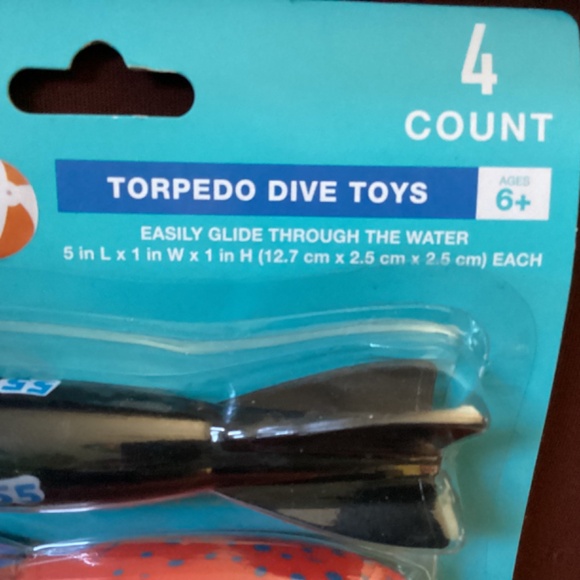 4
COUNT
TORPEDO DIVE TOYS
AGES
6+
EASILY GLIDE THROUGH THE WATER
5 in L x 1 in W x 1 in H (12.7 cm x 2.5 cm x 2.5 cm) EACH